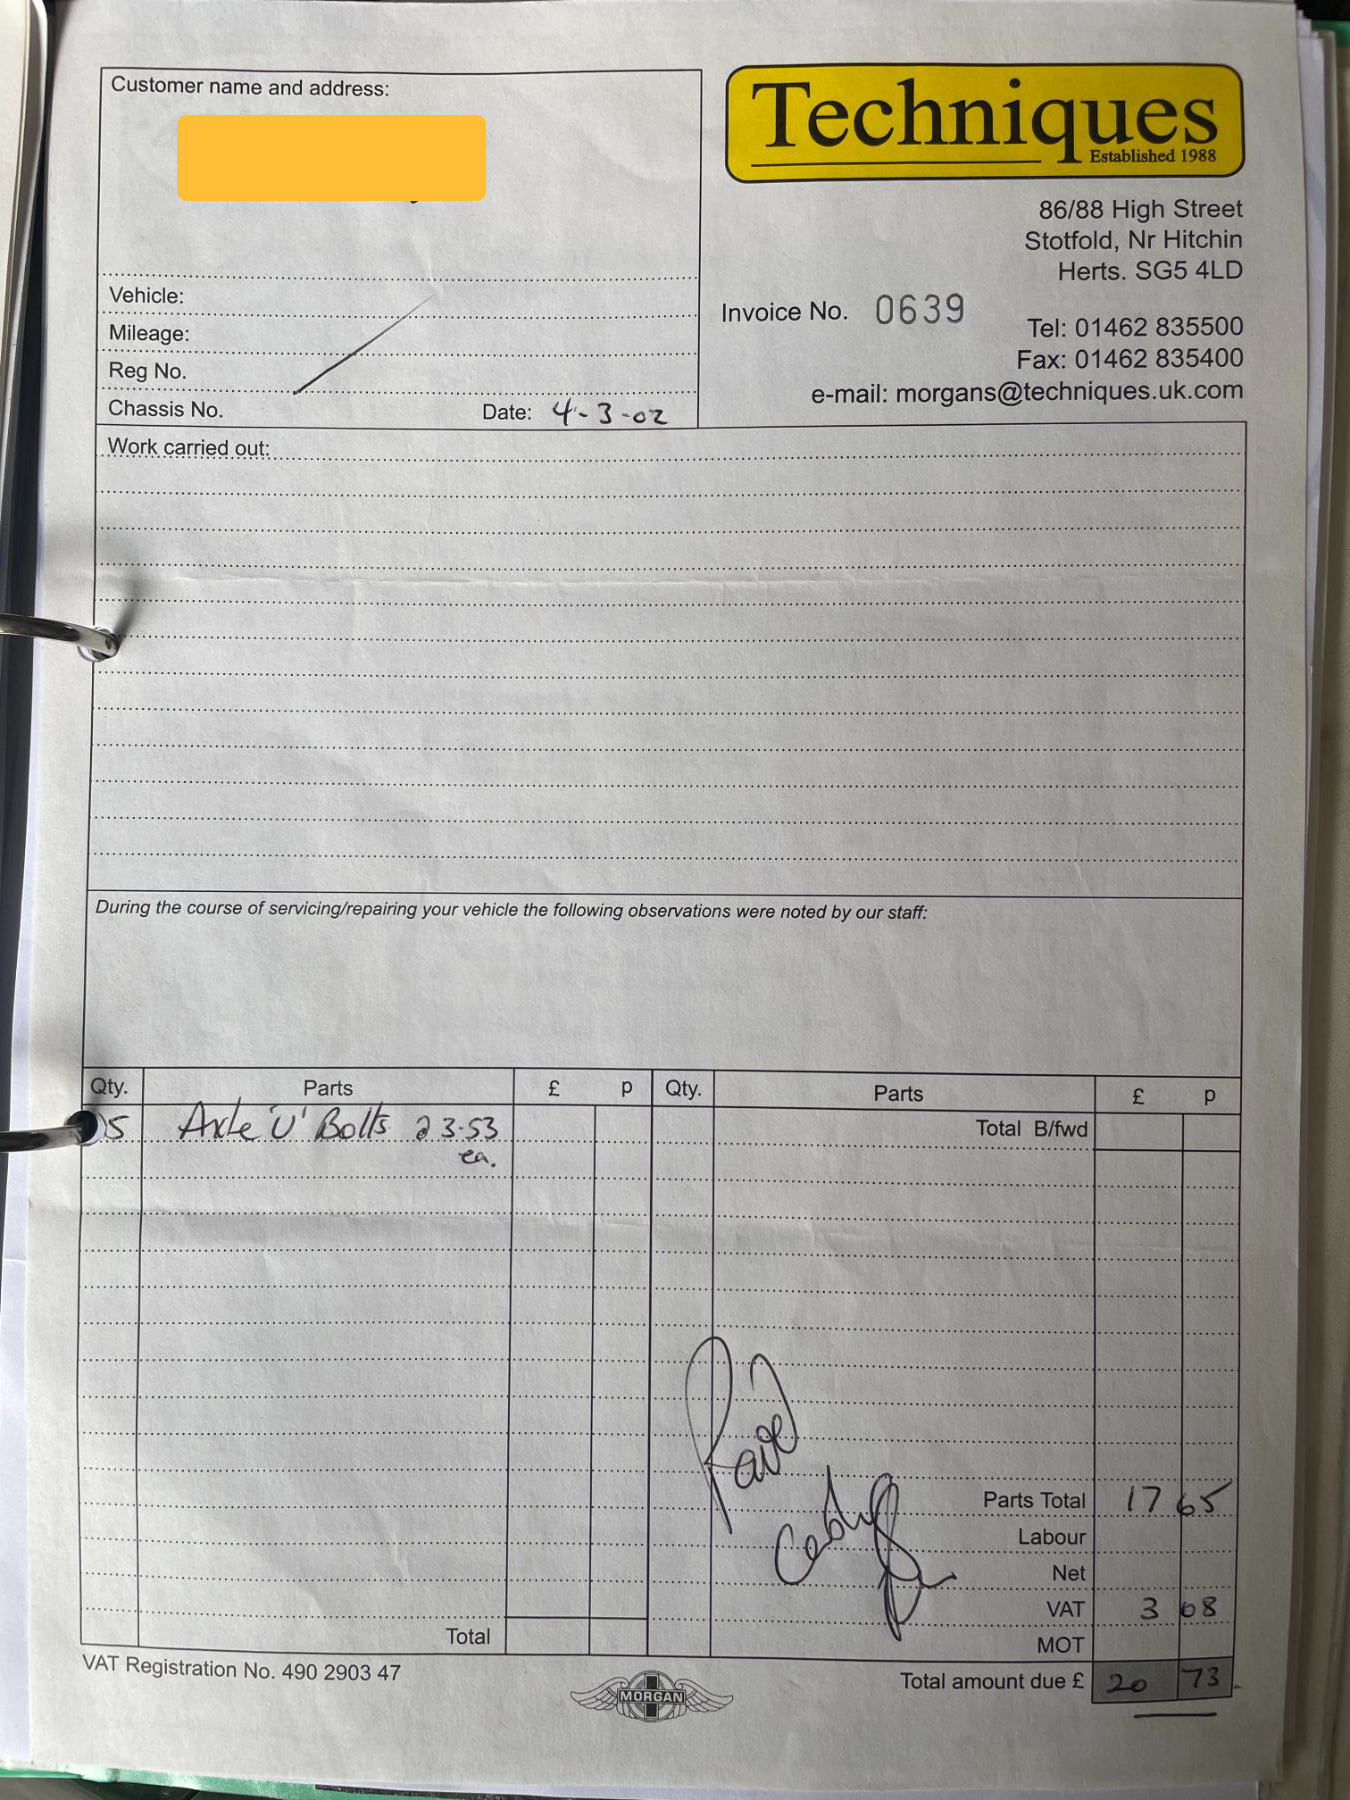 Customer name and address:
Techniques
Established 1988
86/88 High Street
Stotfold, Nr Hitchin
Herts. SG5 4LD
Invoice No. 0639
Tel: 01462 835500
Fax: 01462 835400
e-mail: morgans@techniques.uk.com
Vehicle:
Mileage:
Reg No.
Chassis No.
Date: 4-3-02
Work carried out:
During the course of servicing/repairing your vehicle the following observations were noted by our staff:
Qty. Parts £ p Qty. Parts £ p
5 Axle 'U' Bolts @ 3.53
ea.
Total B/fwd
Paid
Parts Total 17 65
Labour
Net
VAT 3 08
MOT
Total
Total amount due £ 20 73
VAT Registration No. 490 2903 47
MORGAN